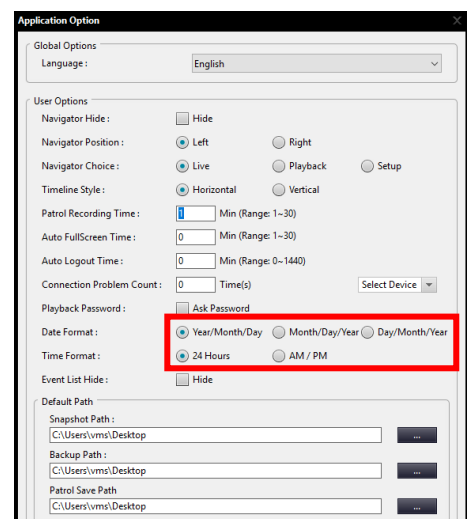 Application Option
Global Options
Language : English
User Options
Navigator Hide : Hide
Navigator Position : Left Right
Navigator Choice : Live Playback Setup
Timeline Style : Horizontal Vertical
Patrol Recording Time : 1 Min (Range: 1~30)
Auto FullScreen Time : 0 Min (Range: 1~30)
Auto Logout Time : 0 Min (Range: 0~1440)
Connection Problem Count : 0 Time(s) Select Device
Playback Password : Ask Password
Date Format : Year/Month/Day Month/Day/Year Day/Month/Year
Time Format : 24 Hours AM / PM
Event List Hide : Hide
Default Path
Snapshot Path :
C:\Users\vms\Desktop ...
Backup Path :
C:\Users\vms\Desktop ...
Patrol Save Path
C:\Users\vms\Desktop ...